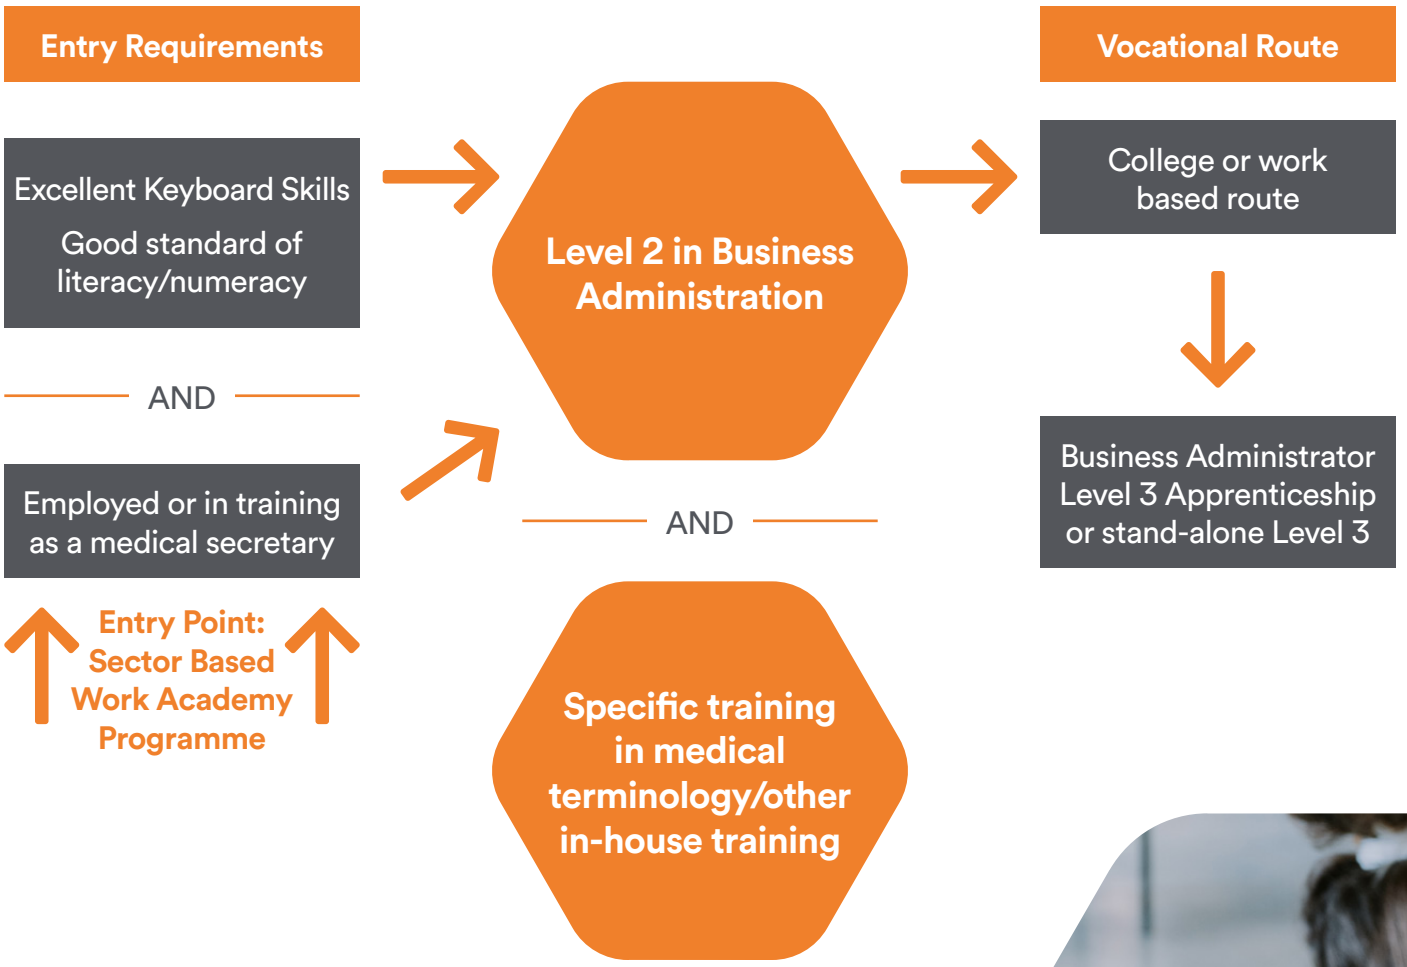 Entry Requirements
Excellent Keyboard Skills
Good standard of
literacy/numeracy
AND
Employed or in training
as a medical secretary
Entry Point:
Sector Based
Work Academy
Programme
Level 2 in Business
Administration
AND
Specific training
in medical
terminology/other
in-house training
Vocational Route
College or work
based route
Business Administrator
Level 3 Apprenticeship
or stand-alone Level 3